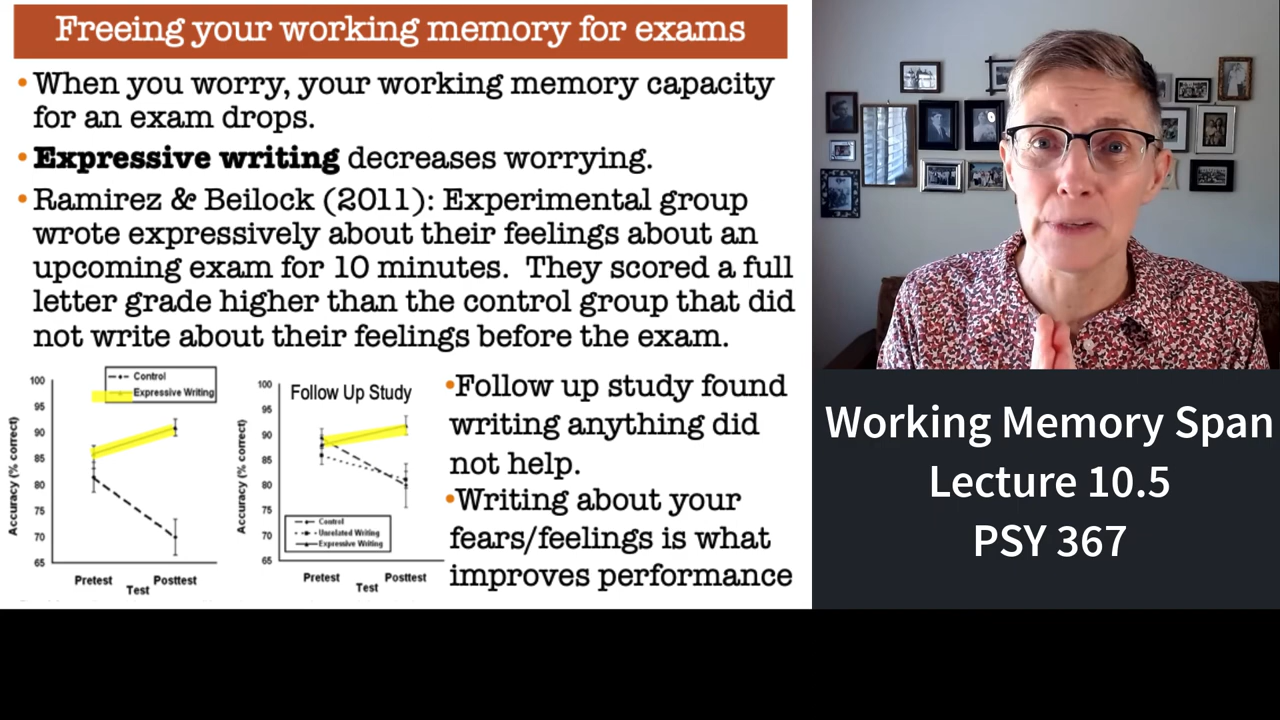 Freeing your working memory for exams
• When you worry, your working memory capacity
for an exam drops.
• Expressive writing decreases worrying.
• Ramirez & Beilock (2011): Experimental group
wrote expressively about their feelings about an
upcoming exam for 10 minutes. They scored a full
letter grade higher than the control group that did
not write about their feelings before the exam.
Control
Expressive Writing
Accuracy (% correct)
100
95
90
85
80
75
70
65
Pretest
Posttest
Test
Follow Up Study
Accuracy (% correct)
100
95
90
85
80
75
70
65
Control
Unrelated Writing
Expressive Writing
Pretest
Posttest
Test
•Follow up study found
writing anything did
not help.
•Writing about your
fears/feelings is what
improves performance
Working Memory Span
Lecture 10.5
PSY 367